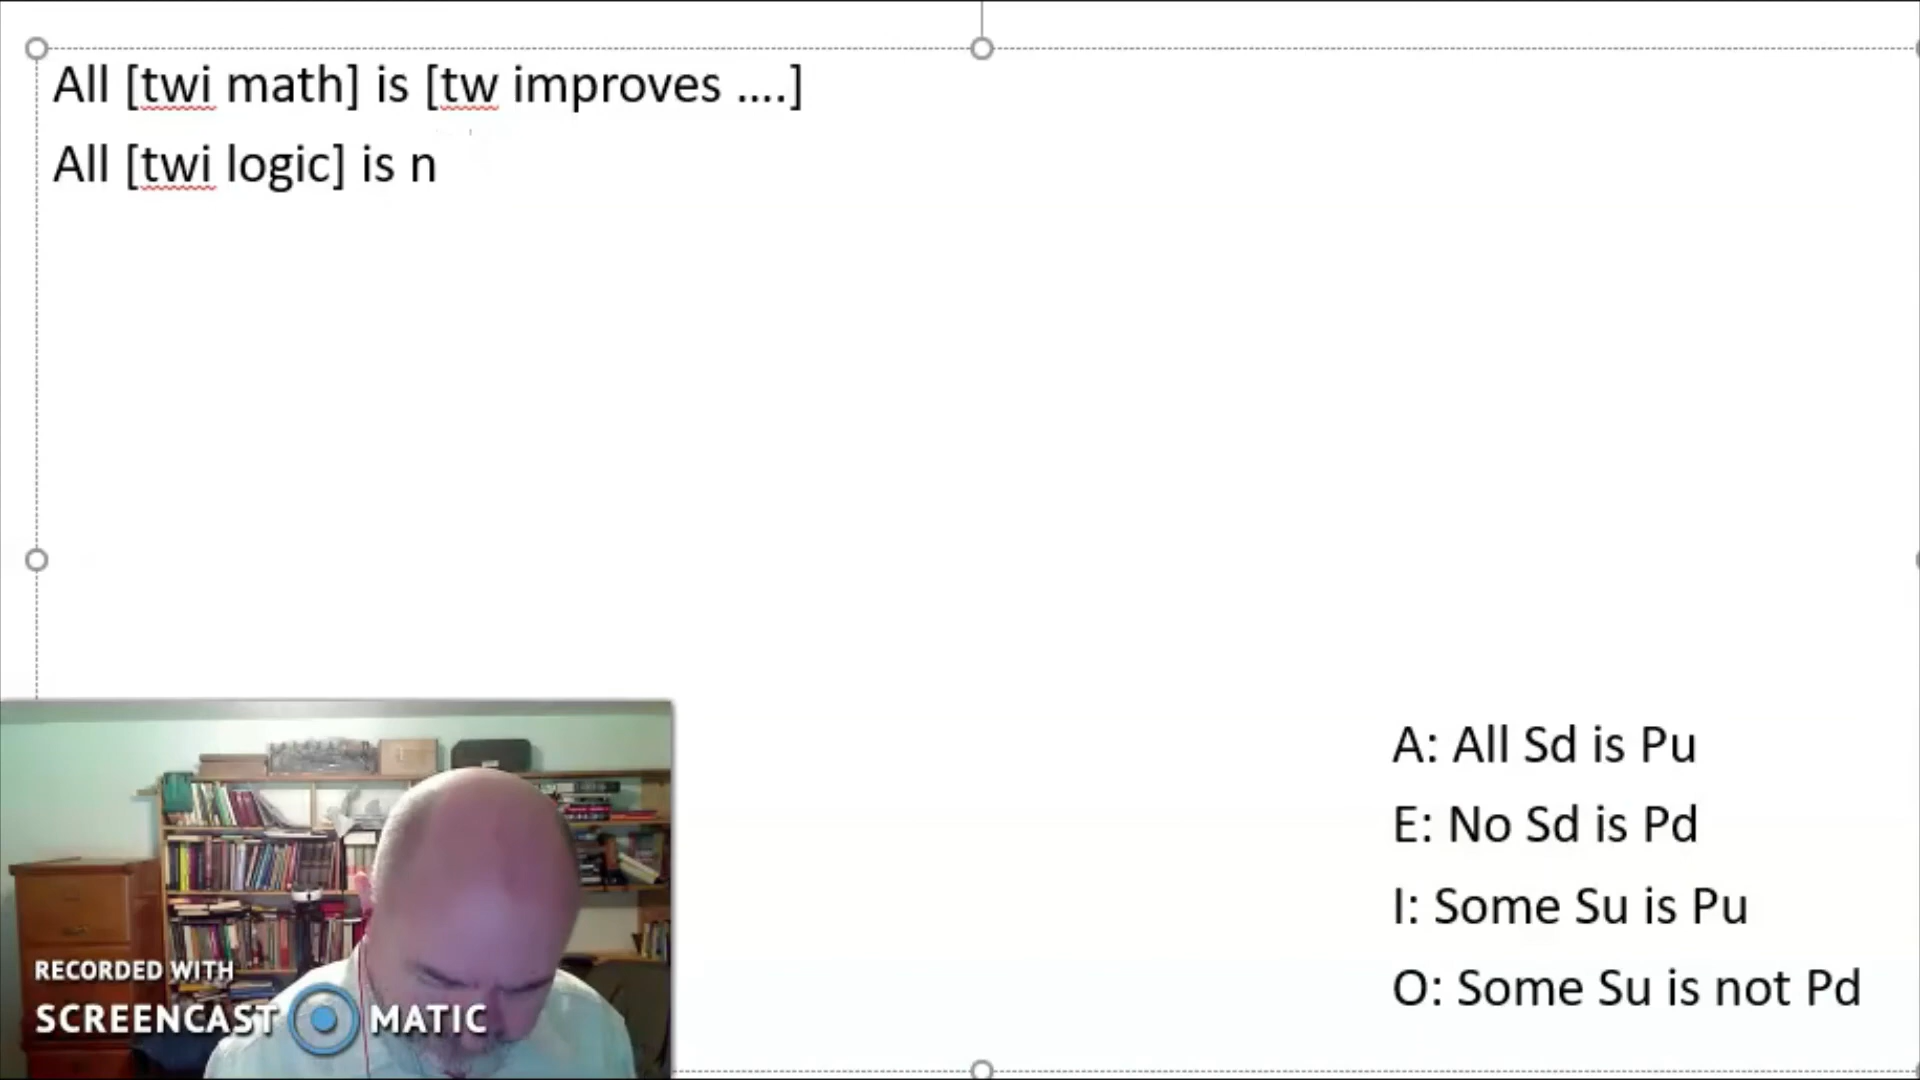 All [twi math] is [tw improves ....]
All [twi logic] is n
A: All Sd is Pu
E: No Sd is Pd
I: Some Su is Pu
O: Some Su is not Pd
RECORDED WITH
SCREENCAST MATIC